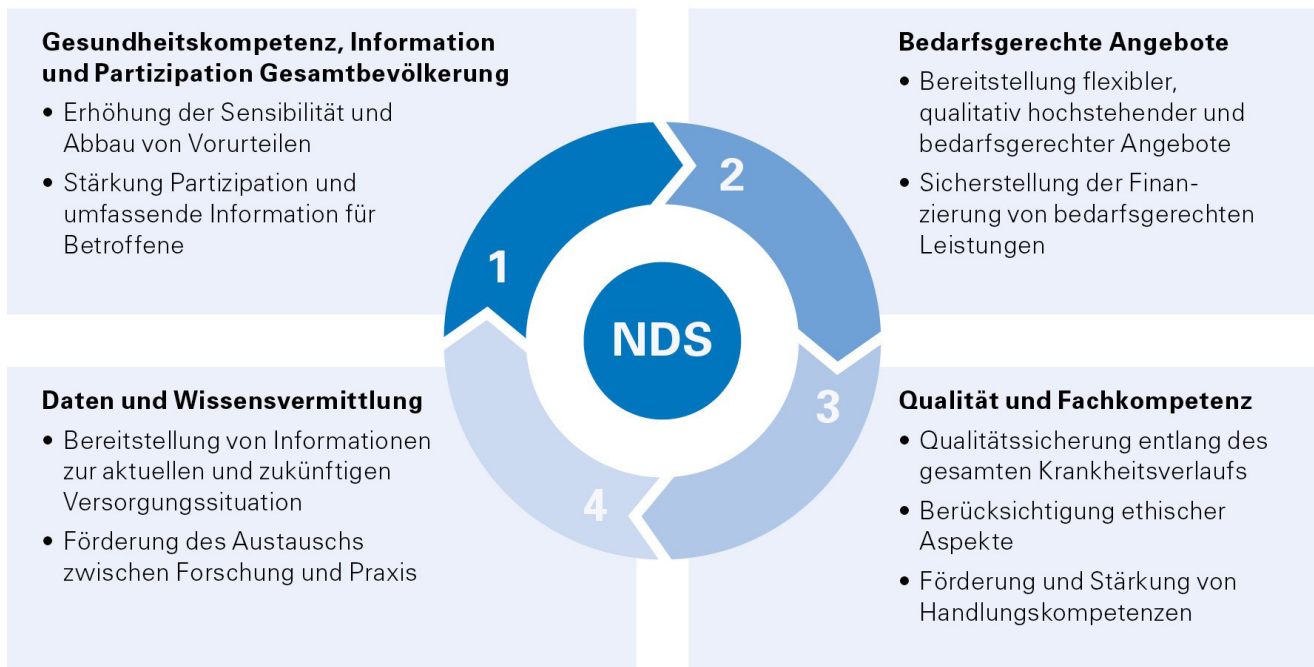 Gesundheitskompetenz, Information
und Partizipation Gesamtbevölkerung
• Erhöhung der Sensibilität und
Abbau von Vorurteilen
• Stärkung Partizipation und
umfassende Information für
Betroffene
1
Bedarfsgerechte Angebote
• Bereitstellung flexibler,
qualitativ hochstehender und
bedarfsgerechter Angebote
• Sicherstellung der Finan-
zierung von bedarfsgerechten
Leistungen
2
NDS
Qualität und Fachkompetenz
• Qualitätssicherung entlang des
gesamten Krankheitsverlaufs
• Berücksichtigung ethischer
Aspekte
• Förderung und Stärkung von
Handlungskompetenzen
3
Daten und Wissensvermittlung
• Bereitstellung von Informationen
zur aktuellen und zukünftigen
Versorgungssituation
• Förderung des Austauschs
zwischen Forschung und Praxis
4